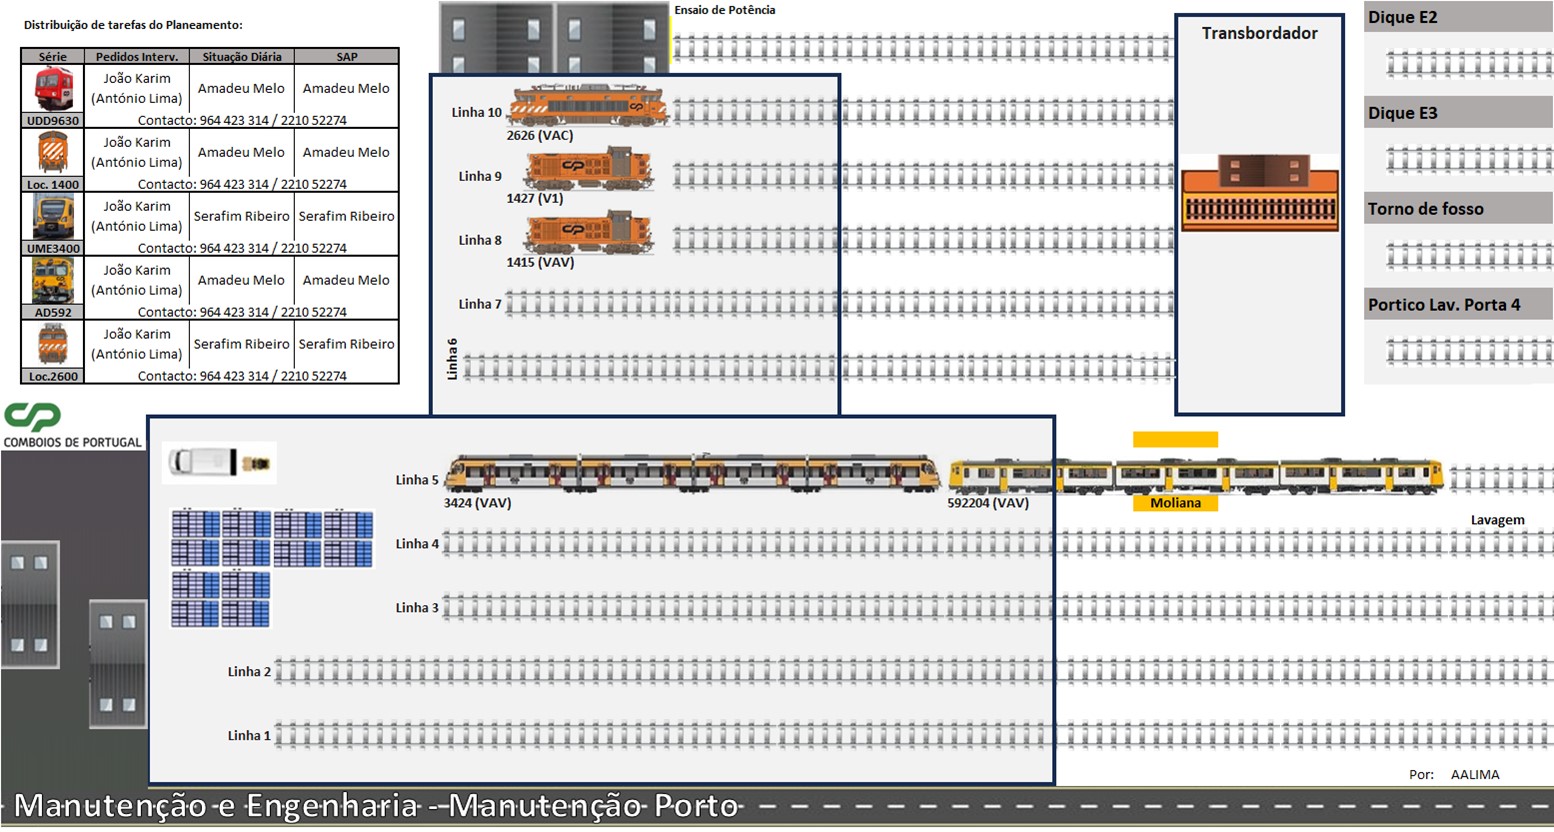 Distribuição de tarefas do Planeamento:
Série Pedidos Interv. Situação Diária SAP
João Karim
(António Lima) Amadeu Melo Amadeu Melo
UDD9630 Contacto: 964 423 314 / 2210 52274
João Karim
(António Lima) Amadeu Melo Amadeu Melo
Loc. 1400 Contacto: 964 423 314 / 2210 52274
João Karim
(António Lima) Serafim Ribeiro Serafim Ribeiro
UME3400 Contacto: 964 423 314 / 2210 52274
João Karim
(António Lima) Amadeu Melo Amadeu Melo
AD592 Contacto: 964 423 314 / 2210 52274
João Karim
(António Lima) Serafim Ribeiro Serafim Ribeiro
Loc.2600 Contacto: 964 423 314 / 2210 52274
CP
COMBOIOS DE PORTUGAL
Ensaio de Potência
Linha 10
2626 (VAC)
Linha 9
1427 (V1)
Linha 8
1415 (VAV)
Linha 7
Linha 6
Transbordador
Dique E2
Dique E3
Torno de fosso
Portico Lav. Porta 4
Linha 5
3424 (VAV)
592204 (VAV)
Moliana
Lavagem
Linha 4
Linha 3
Linha 2
Linha 1
Por: AALIMA
Manutenção e Engenharia - Manutenção Porto